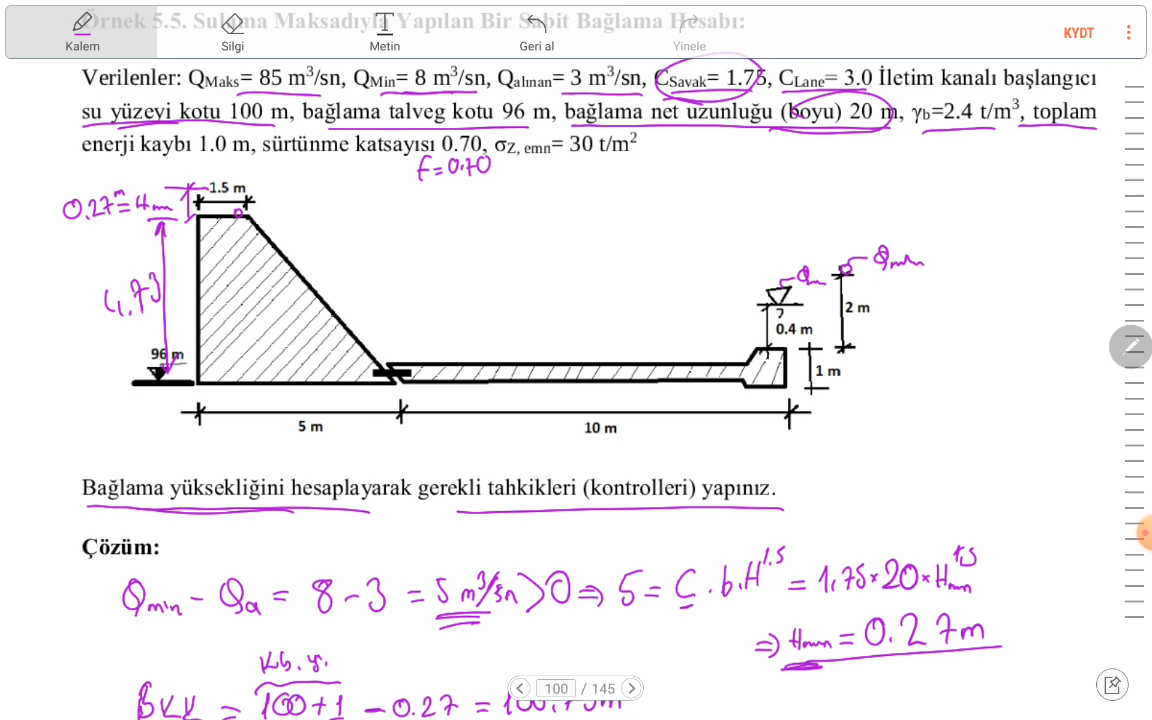 Örnek 5.5. Sulama Maksadıyla Yapılan Bir Sabit Bağlama Hesabı:
Kalem
Silgi
Metin
Geri al
Yinele
KYDT
Verilenler: QMaks= 85 m³/sn, QMin= 8 m³/sn, Qalınan= 3 m³/sn, CSavak= 1.75, CLane= 3.0 İletim kanalı başlangıcı
su yüzeyi kotu 100 m, bağlama talveg kotu 96 m, bağlama net uzunluğu (boyu) 20 m, γb=2.4 t/m³, toplam
enerji kaybı 1.0 m, sürtünme katsayısı 0.70, σZ, emn= 30 t/m²
f=0.70
1.5 m
4.73
96 m
2 m
0.4 m
1 m
5 m
10 m
Bağlama yüksekliğini hesaplayarak gerekli tahkikleri (kontrolleri) yapınız.
Çözüm:
Qmin - Qa = 8 - 3 = 5 m³/sn > 0 ⇒ 5 = C.b.H^1.5 = 1.75×20×Hmin^1.5
⇒ Hmin = 0.27m
BKK = 100+1 - 0.27 =
100 / 145